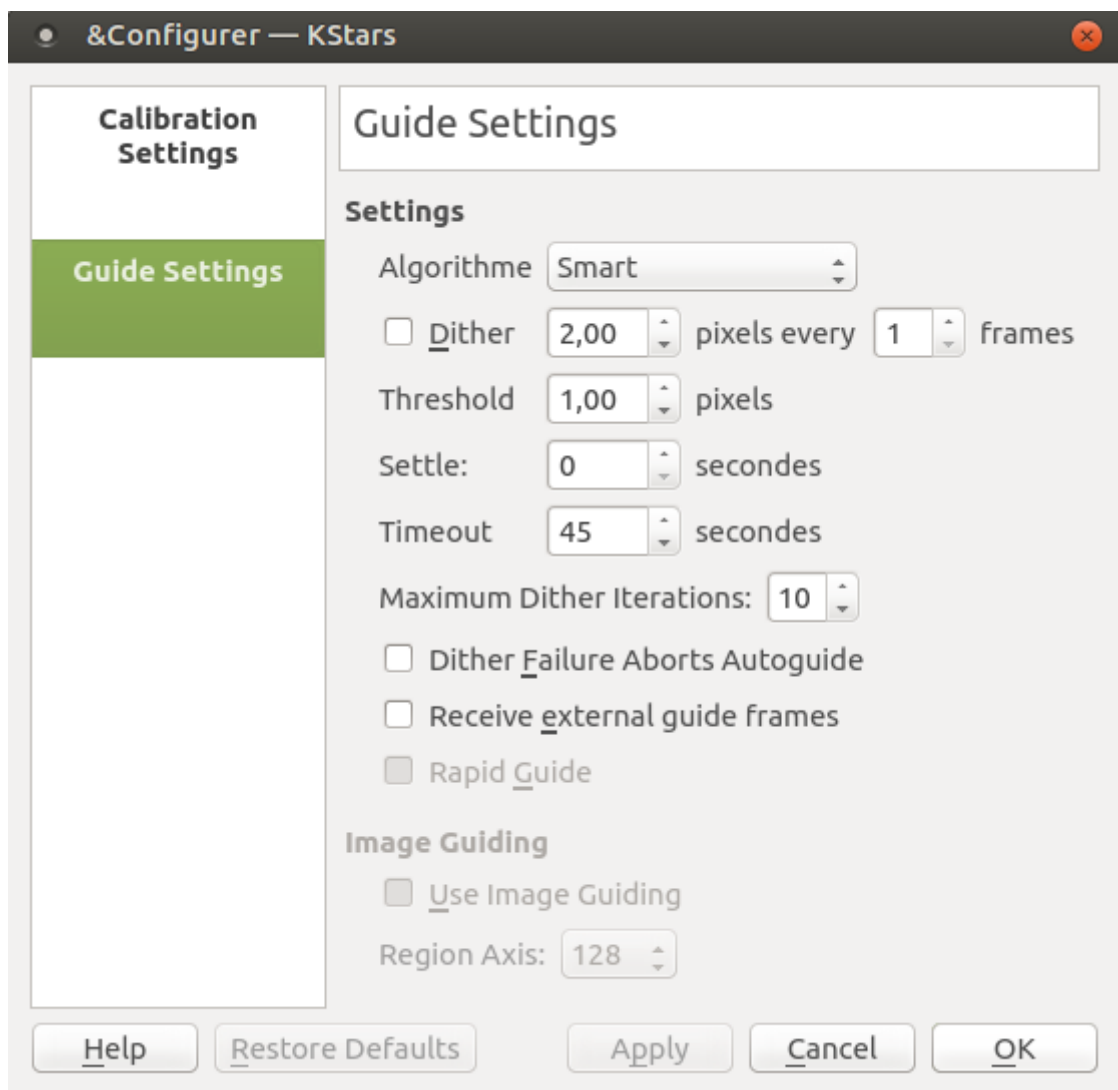 &Configurer — KStars
Calibration
Settings
Guide Settings
Guide Settings
Settings
Algorithme Smart
Dither 2,00 pixels every 1 frames
Threshold 1,00 pixels
Settle: 0 secondes
Timeout 45 secondes
Maximum Dither Iterations: 10
Dither Failure Aborts Autoguide
Receive external guide frames
Rapid Guide
Image Guiding
Use Image Guiding
Region Axis: 128
Help Restore Defaults Apply Cancel OK